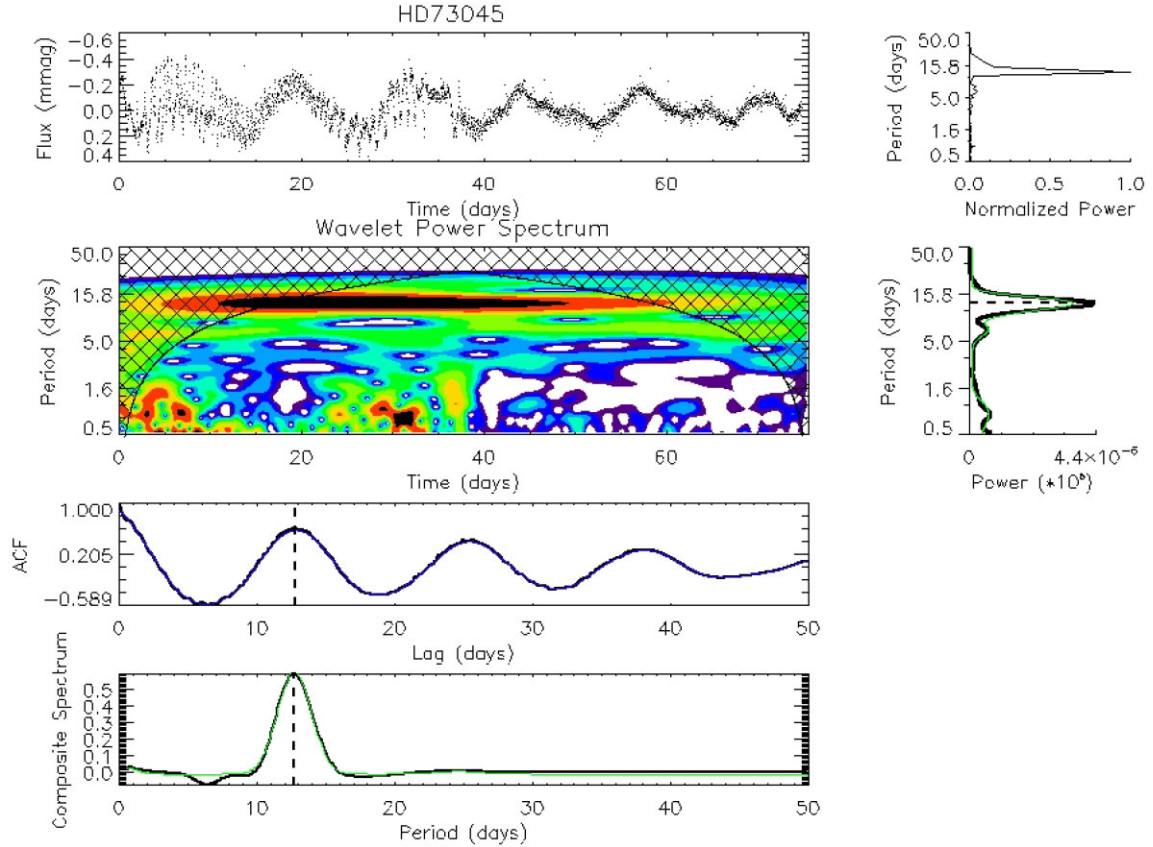 HD73045
Flux (mmag)
-0.6
-0.4
-0.2
0.0
0.2
0.4
0 20 40 60
Time (days)
Period (days)
50.0
15.8
5.0
1.6
0.5
0.0 0.5 1.0
Normalized Power
Wavelet Power Spectrum
Period (days)
50.0
15.8
5.0
1.6
0.5
0 20 40 60
Time (days)
Period (days)
50.0
15.8
5.0
1.6
0.5
0 4.4×10⁻⁶
Power (*10⁶)
ACF
1.000
0.205
-0.589
0 10 20 30 40 50
Lag (days)
Composite Spectrum
0.5
0.4
0.3
0.2
0.1
0.0
0 10 20 30 40 50
Period (days)